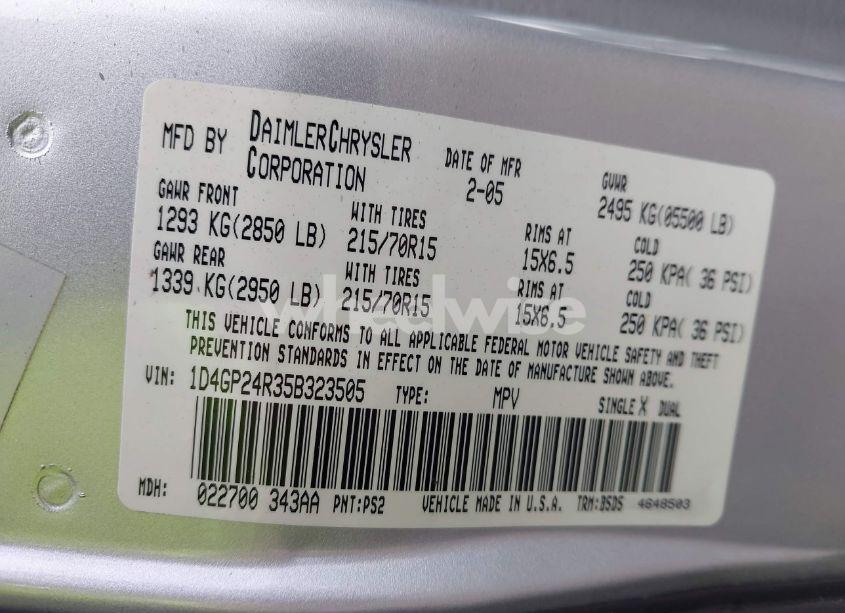 MFD BY DAIMLERCHRYSLER CORPORATION
DATE OF MFR 2-05
GVWR 2495 KG(05500 LB)
GAWR FRONT WITH TIRES RIMS AT COLD
1293 KG(2850 LB) 215/70R15 15X6.5 250 KPA( 36 PSI)
GAWR REAR WITH TIRES RIMS AT COLD
1339 KG(2950 LB) 215/70R15 15X6.5 250 KPA( 36 PSI)
THIS VEHICLE CONFORMS TO ALL APPLICABLE FEDERAL MOTOR VEHICLE SAFETY AND THEFT
PREVENTION STANDARDS IN EFFECT ON THE DATE OF MANUFACTURE SHOWN ABOVE.
VIN: 1D4GP24R35B323505 TYPE: MPV SINGLE X DUAL
MDH: 022700 343AA PNT:PS2 VEHICLE MADE IN U.S.A. TRM:BSD5 4648503